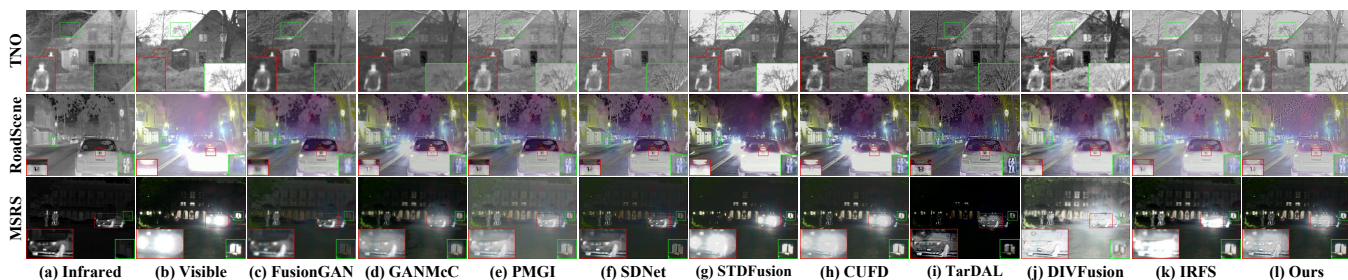 TNO
RoadScene
MSRS
(a) Infrared (b) Visible (c) FusionGAN (d) GANMcC (e) PMGI (f) SDNet (g) STDFusion (h) CUFD (i) TarDAL (j) DIVFusion (k) IRFS (l) Ours